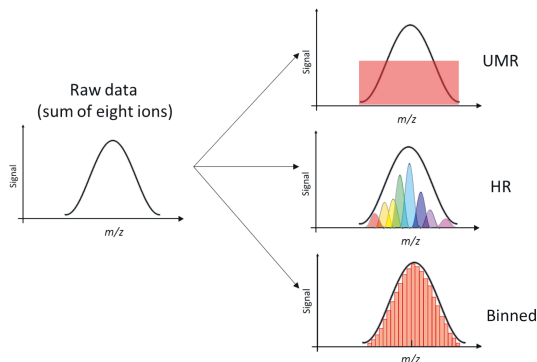 Raw data
(sum of eight ions)
Signal
m/z
Signal
m/z
UMR
Signal
m/z
HR
Signal
m/z
Binned